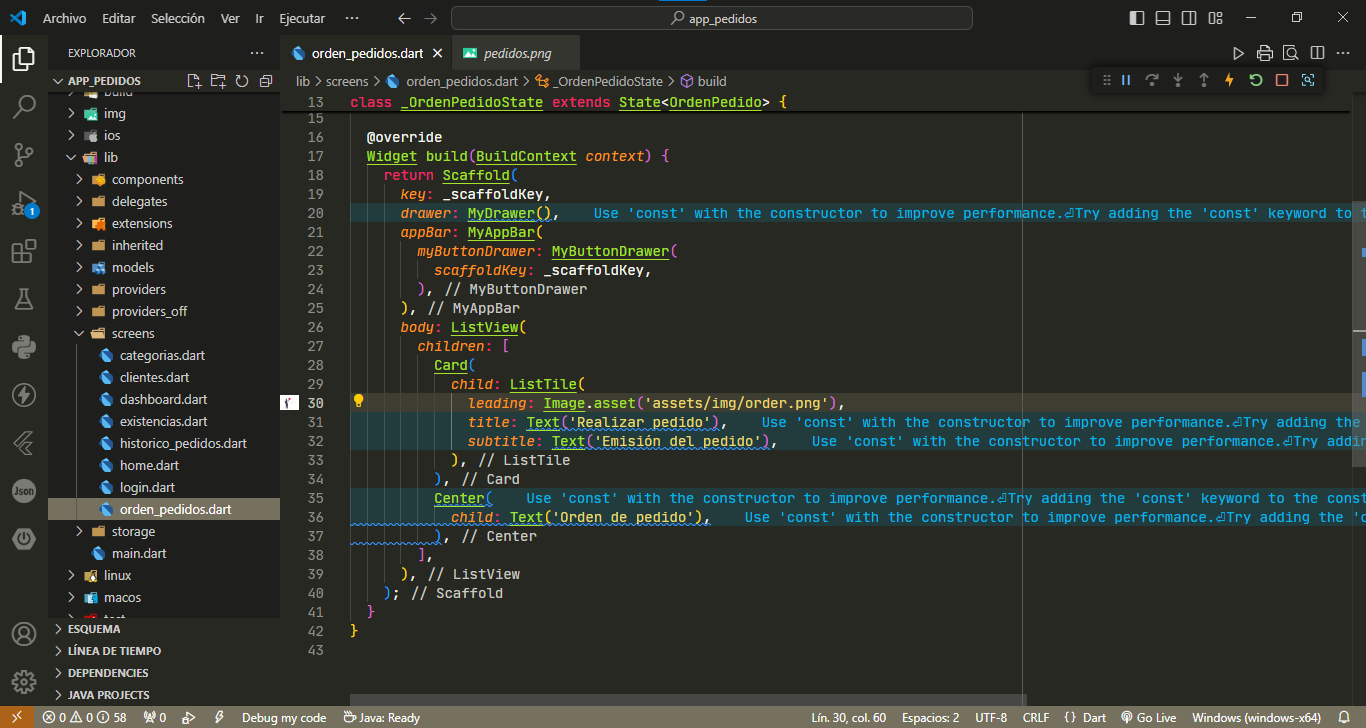 Archivo Editar Selección Ver Ir Ejecutar ··· app_pedidos
EXPLORADOR ···
APP_PEDIDOS
build
img
ios
lib
components
delegates
extensions
inherited
models
providers
providers_off
screens
categorias.dart
clientes.dart
dashboard.dart
existencias.dart
historico_pedidos.dart
home.dart
login.dart
orden_pedidos.dart
storage
main.dart
linux
macos
test
ESQUEMA
LÍNEA DE TIEMPO
DEPENDENCIES
JAVA PROJECTS
1
Json
orden_pedidos.dart pedidos.png
lib > screens > orden_pedidos.dart > _OrdenPedidoState > build
13 class _OrdenPedidoState extends State<OrdenPedido> {
15
16 @override
17 Widget build(BuildContext context) {
18 return Scaffold(
19 key: _scaffoldKey,
20 drawer: MyDrawer(), Use 'const' with the constructor to improve performance.⏎Try adding the 'const' keyword to t
21 appBar: MyAppBar(
22 myButtonDrawer: MyButtonDrawer(
23 scaffoldKey: _scaffoldKey,
24 ), // MyButtonDrawer
25 ), // MyAppBar
26 body: ListView(
27 children: [
28 Card(
29 child: ListTile(
30 leading: Image.asset('assets/img/order.png'),
31 title: Text('Realizar pedido'), Use 'const' with the constructor to improve performance.⏎Try adding the
32 subtitle: Text('Emisión del pedido'), Use 'const' with the constructor to improve performance.⏎Try addin
33 ), // ListTile
34 ), // Card
35 Center( Use 'const' with the constructor to improve performance.⏎Try adding the 'const' keyword to the const
36 child: Text('Orden de pedido'), Use 'const' with the constructor to improve performance.⏎Try adding the 'c
37 ), // Center
38 ],
39 ), // ListView
40 ); // Scaffold
41 }
42 }
43
0 0 58 0 Debug my code Java: Ready Lín. 30, col. 60 Espacios: 2 UTF-8 CRLF {} Dart Go Live Windows (windows-x64)